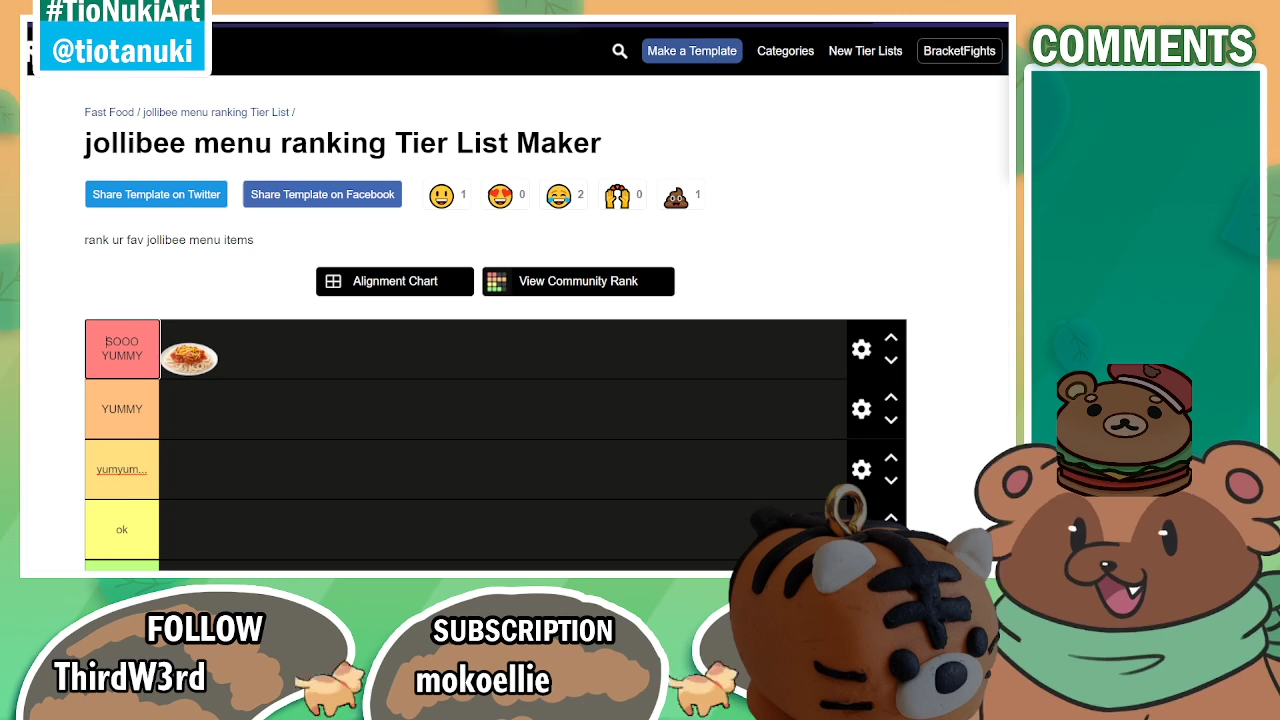 #TioNukiArt
@tiotanuki
COMMENTS
Make a Template
Categories
New Tier Lists
BracketFights
Fast Food / jollibee menu ranking Tier List /
jollibee menu ranking Tier List Maker
Share Template on Twitter
Share Template on Facebook
1
0
2
0
1
rank ur fav jollibee menu items
Alignment Chart
View Community Rank
SOOO
YUMMY
YUMMY
yumyum...
ok
FOLLOW
ThirdW3rd
SUBSCRIPTION
mokoellie